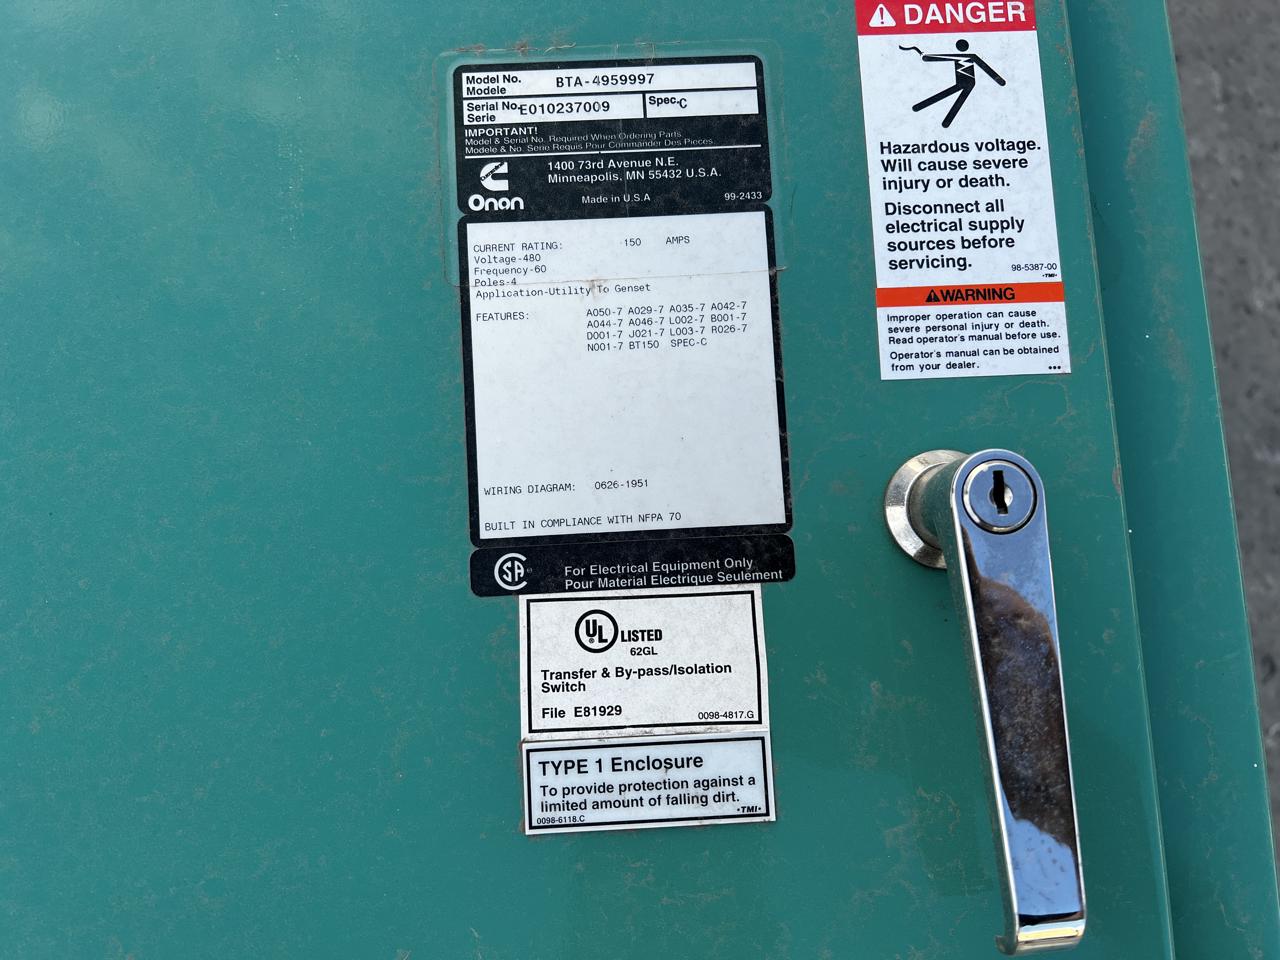 Model No. BTA-4959997
Modele
Serial No. E010237009 Spec. C
Serie
IMPORTANT!
Model & Serial No. Required When Ordering Parts
Modele & No. Serie Requis Pour Commander Des Pieces
1400 73rd Avenue N.E.
Minneapolis, MN 55432 U.S.A.
Onan Made in U.S.A 99-2433
CURRENT RATING: 150 AMPS
Voltage-480
Frequency-60
Poles-4
Application-Utility To Genset
FEATURES: A050-7 A029-7 A035-7 A042-7
A044-7 A046-7 L002-7 B001-7
D001-7 J021-7 L003-7 R026-7
N001-7 BT150 SPEC-C
WIRING DIAGRAM: 0626-1951
BUILT IN COMPLIANCE WITH NFPA 70
SA
For Electrical Equipment Only
Pour Material Electrique Seulement
UL LISTED
62GL
Transfer & By-pass/Isolation
Switch
File E81929 0098-4817.G
TYPE 1 Enclosure
To provide protection against a
limited amount of falling dirt.
0098-6118.C -TMI-
DANGER
Hazardous voltage.
Will cause severe
injury or death.
Disconnect all
electrical supply
sources before
servicing.
98-5387-00
-TMI-
WARNING
Improper operation can cause
severe personal injury or death.
Read operator's manual before use.
Operator's manual can be obtained
from your dealer.